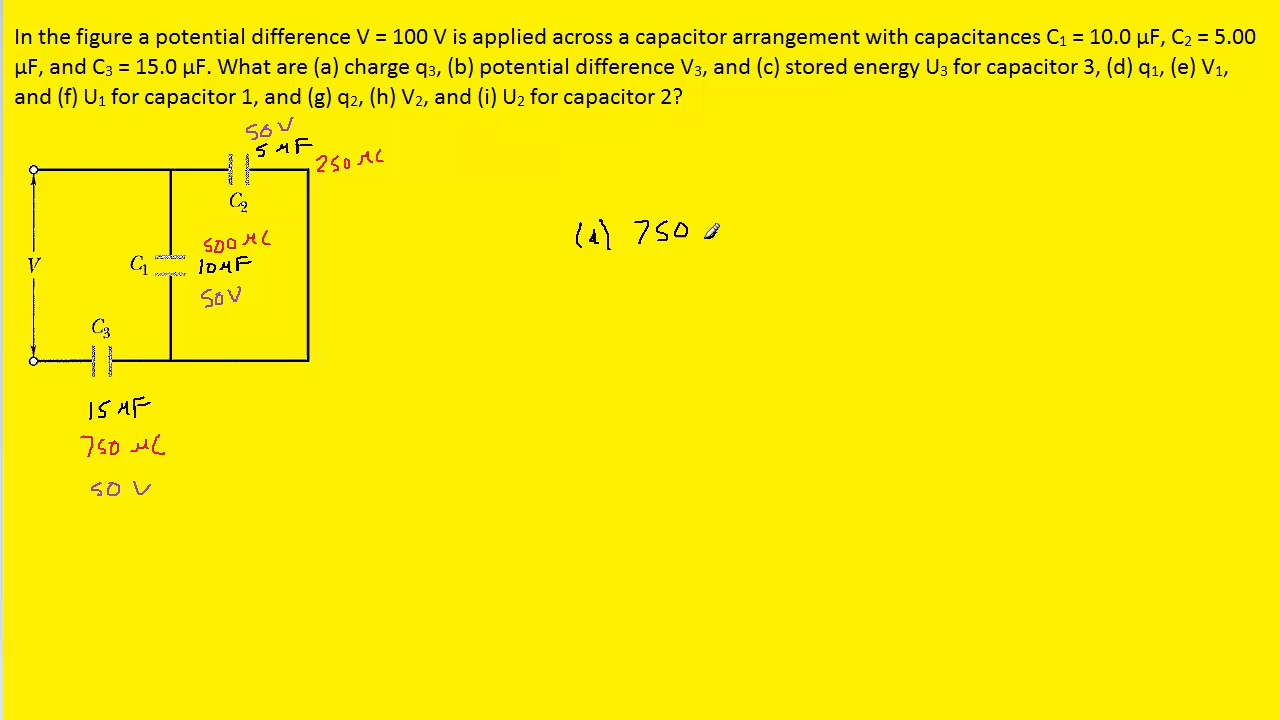 In the figure a potential difference V = 100 V is applied across a capacitor arrangement with capacitances C₁ = 10.0 µF, C₂ = 5.00
µF, and C₃ = 15.0 µF. What are (a) charge q₃, (b) potential difference V₃, and (c) stored energy U₃ for capacitor 3, (d) q₁, (e) V₁,
and (f) U₁ for capacitor 1, and (g) q₂, (h) V₂, and (i) U₂ for capacitor 2?
50 V
5 µF
250 µC
C₂
500 µC
(a) 750
V
C₁
10 µF
50 V
C₃
15 µF
750 µC
50 V